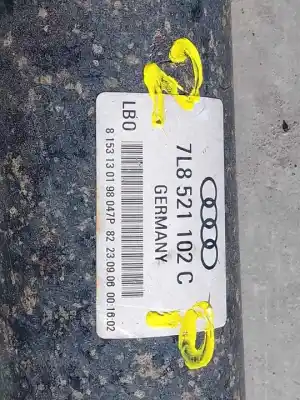 7L8 521 102 C
GERMANY
LB0
8 153 13 01 98 047P 82 23.09.06 00:16:02